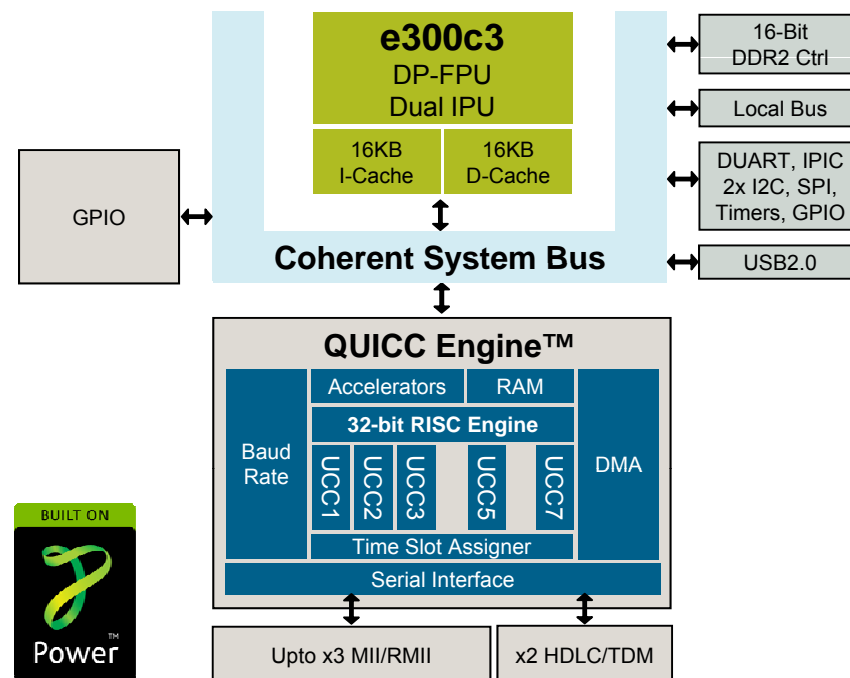 e300c3
DP-FPU
Dual IPU
16KB
I-Cache
16KB
D-Cache
16-Bit
DDR2 Ctrl
Local Bus
DUART, IPIC
2x I2C, SPI,
Timers, GPIO
USB2.0
GPIO
Coherent System Bus
QUICC Engine™
Accelerators
RAM
32-bit RISC Engine
Baud
Rate
UCC1
UCC2
UCC3
UCC5
UCC7
DMA
Time Slot Assigner
Serial Interface
Upto x3 MII/RMII
x2 HDLC/TDM
BUILT ON
Power™